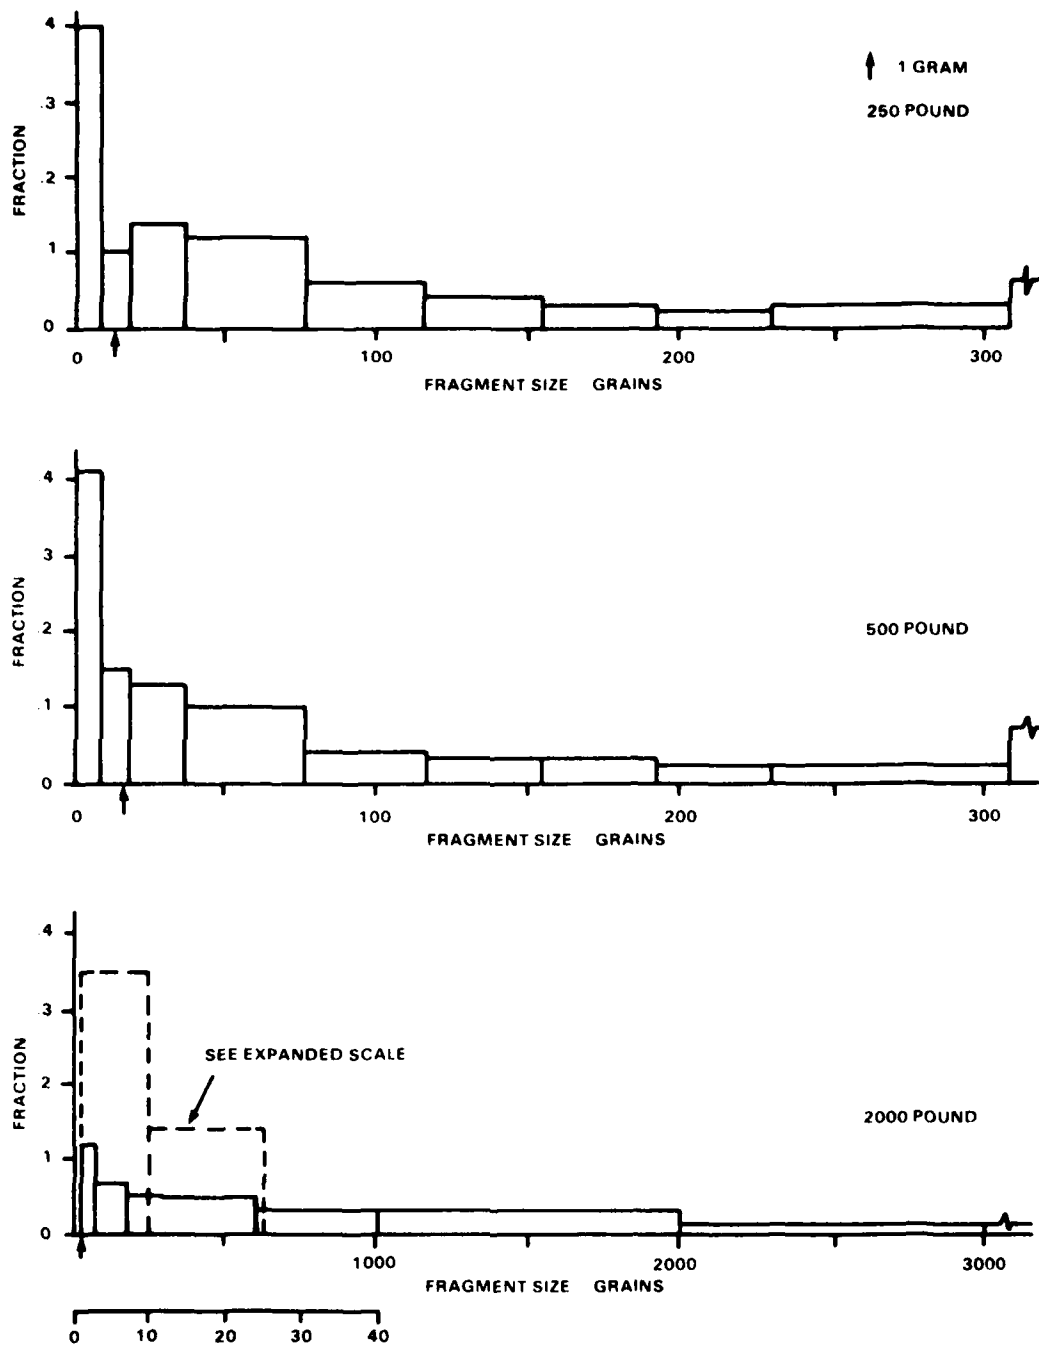 4
.3
.2
1
0
FRACTION
1 GRAM
250 POUND
0 100 200 300
FRAGMENT SIZE GRAINS
4
3
2
.1
0
FRACTION
500 POUND
0 100 200 300
FRAGMENT SIZE GRAINS
4
3
2
1
0
FRACTION
SEE EXPANDED SCALE
2000 POUND
1000 2000 3000
FRAGMENT SIZE GRAINS
0 10 20 30 40